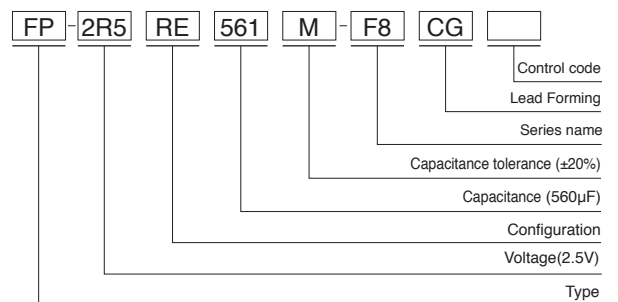 FP - 2R5 RE 561 M - F8 CG
Control code
Lead Forming
Series name
Capacitance tolerance (±20%)
Capacitance (560µF)
Configuration
Voltage(2.5V)
Type